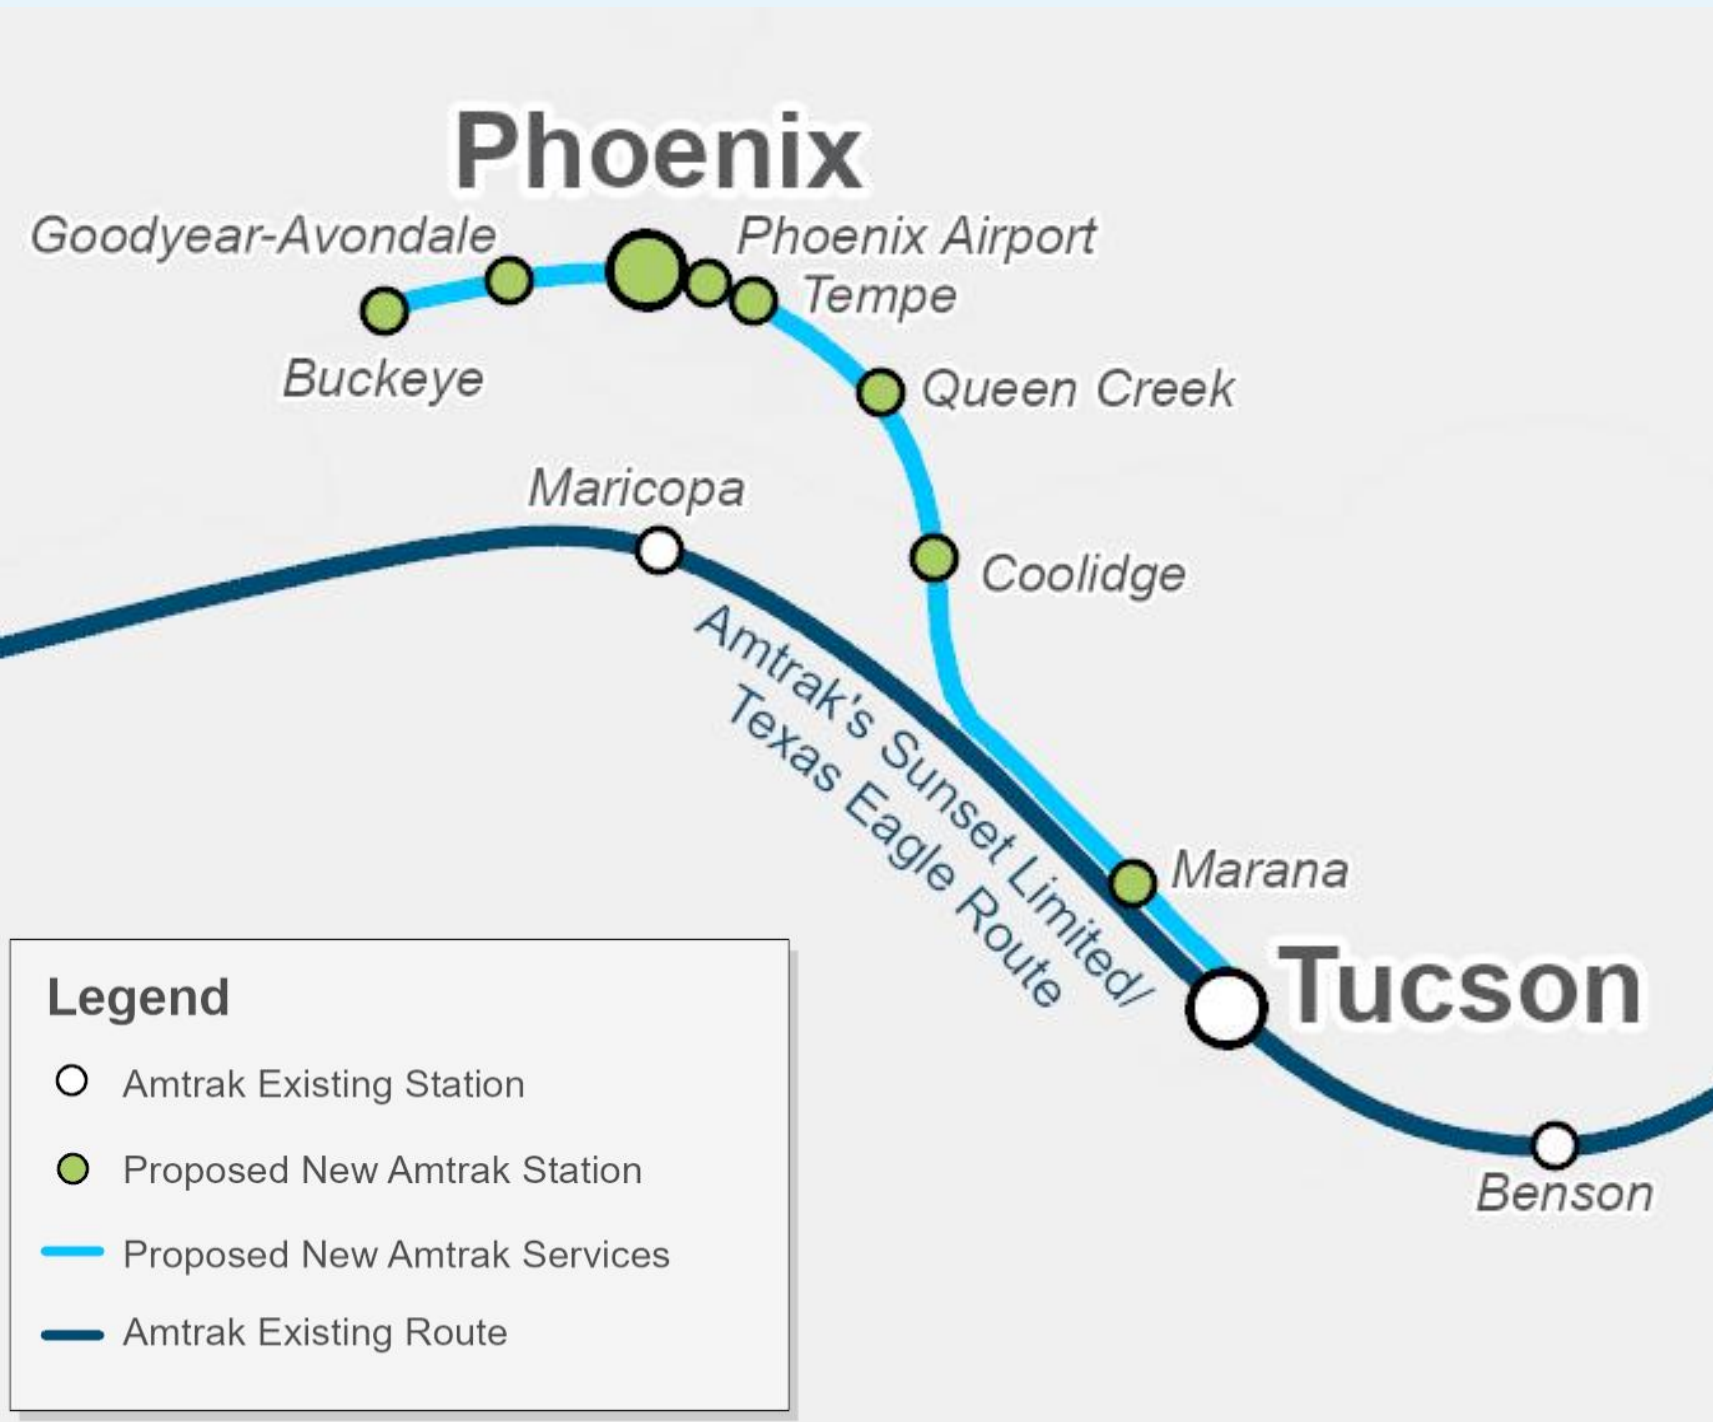 Phoenix
Goodyear-Avondale
Phoenix Airport
Tempe
Buckeye
Queen Creek
Maricopa
Coolidge
Amtrak's Sunset Limited/
Texas Eagle Route
Marana
Tucson
Benson
Legend
Amtrak Existing Station
Proposed New Amtrak Station
Proposed New Amtrak Services
Amtrak Existing Route